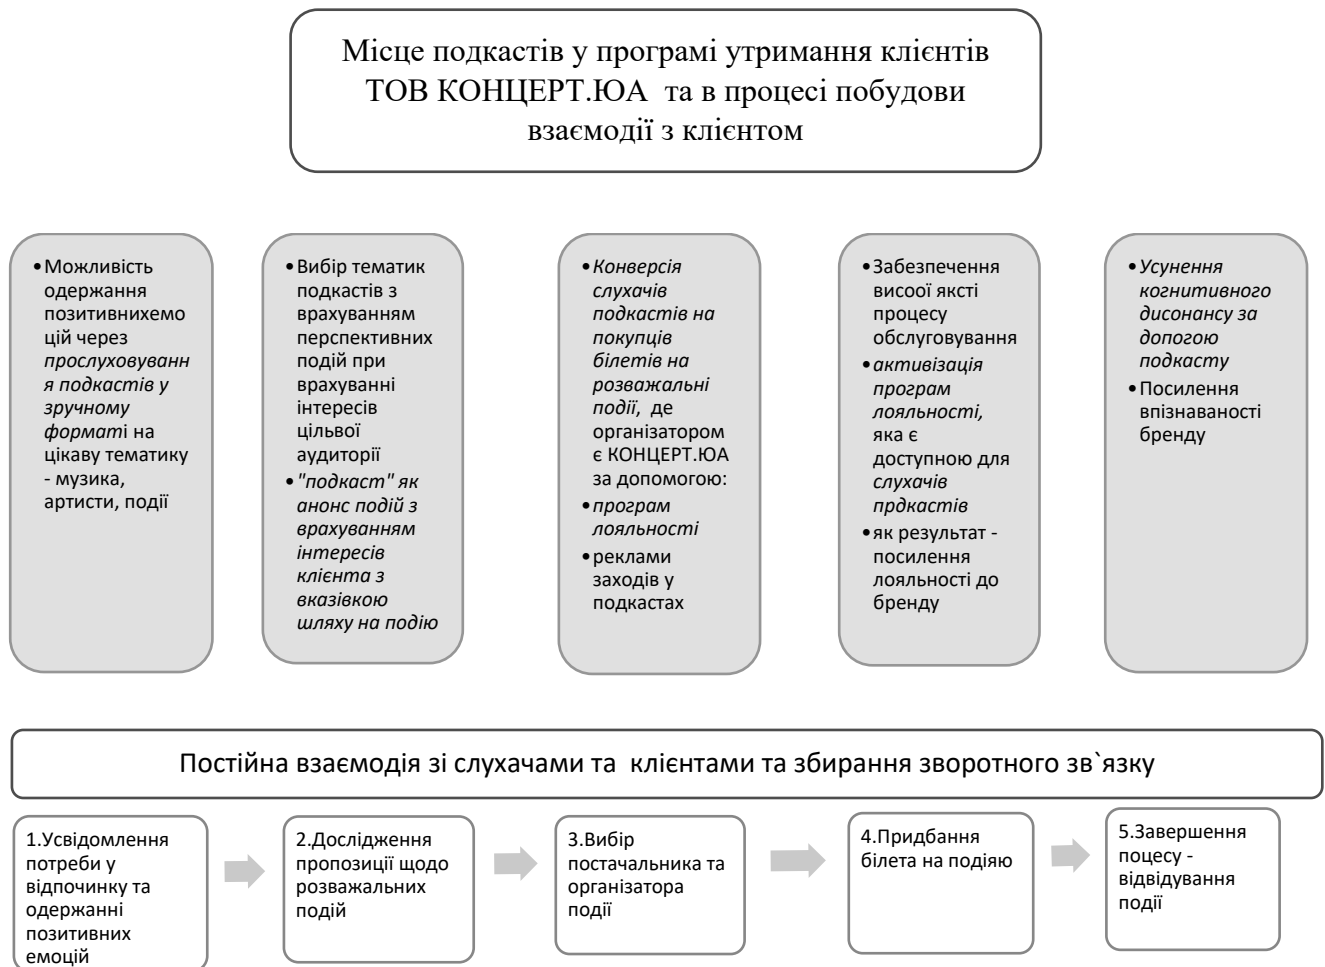 Місце подкастів у програмі утримання клієнтів
ТОВ КОНЦЕРТ.ЮА та в процесі побудови
взаємодії з клієнтом
•Можливість
одержання
позитивнихемо
цій через
прослуховуванн
я подкастів у
зручному
форматі на
цікаву тематику
- музика,
артисти, події
•Вибір тематик
подкастів з
врахуванням
перспективних
подій при
врахуванні
інтересів
цільвої
аудиторії
•"подкаст" як
анонс подій з
врахуванням
інтересів
клієнта з
вказівкою
шляху на подію
•Конверсія
слухачів
подкастів на
покупців
білетів на
розважальні
події, де
організатором
є КОНЦЕРТ.ЮА
за допомогою:
•програм
лояльності
•реклами
заходів у
подкастах
•Забезпечення
висоої яксті
процесу
обслуговування
•активізація
програм
лояльності,
яка є
доступною для
слухачів
прдкастів
•як результат -
посилення
лояльності до
бренду
•Усунення
когнитивного
дисонансу за
допогою
подкасту
•Посилення
впізнаваності
бренду
Постійна взаємодія зі слухачами та клієнтами та збирання зворотного зв`язку
1.Усвідомлення
потреби у
відпочинку та
одержанні
позитивних
емоцій
2.Дослідження
пропозиції щодо
розважальних
подій
3.Вибір
постачальника та
організатора
події
4.Придбання
білета на подіяю
5.Завершення
поцесу -
відвідування
події